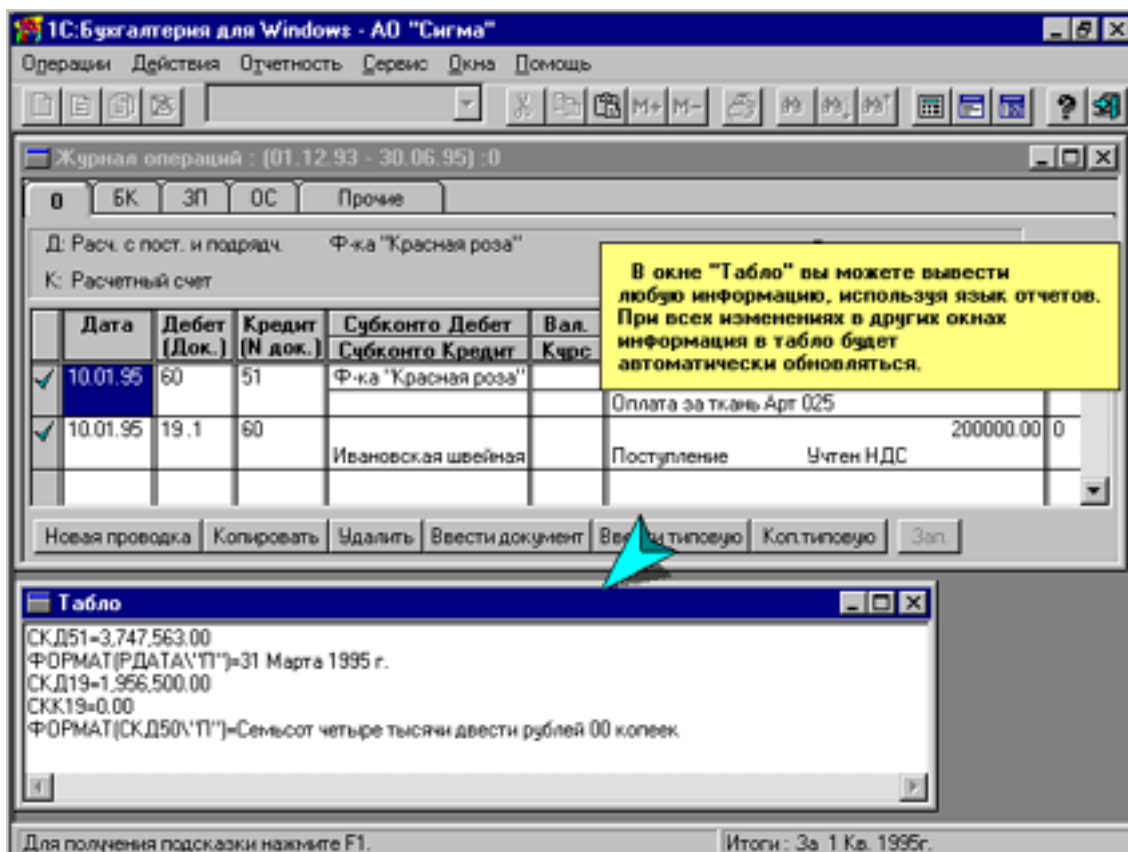 1С:Бухгалтерия для Windows - АО "Сигма"
Операции Действия Отчетность Сервис Окна Помощь
M+ M-
Журнал операций : (01.12.93 - 30.06.95) :0
0 БК ЗП ОС Прочие
Д: Расч. с пост. и подрядч. Ф-ка "Красная роза"
К: Расчетный счет
В окне "Табло" вы можете вывести
любую информацию, используя язык отчетов.
При всех изменениях в других окнах
информация в табло будет
автоматически обновляться.
Дата Дебет Кредит Субконто Дебет Вал.
(Док.) (N док.) Субконто Кредит Курс
10.01.95 60 51 Ф-ка "Красная роза"
Оплата за ткань Арт 025
10.01.95 19.1 60 200000.00 0
Ивановская швейная Поступление Учтен НДС
Новая проводка Копировать Удалить Ввести документ Ввести типовую Коп.типовую Зап.
Табло
СКД51=3,747,563.00
ФОРМАТ(РДАТА\"П")=31 Марта 1995 г.
СКД19=1,956,500.00
СКК19=0.00
ФОРМАТ(СКД50\"П")=Семьсот четыре тысячи двести рублей 00 копеек
Для получения подсказки нажмите F1. Итоги : За 1 Кв. 1995г.